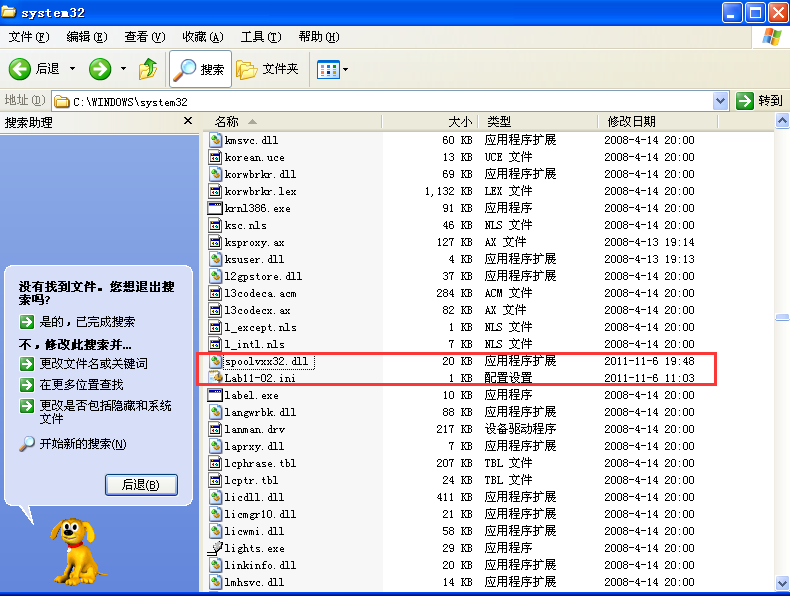 system32
文件(F) 编辑(E) 查看(V) 收藏(A) 工具(T) 帮助(H)
后退 搜索 文件夹
地址(D) C:\WINDOWS\system32 转到
搜索助理
没有找到文件。您想退出搜
索吗?
是的，已完成搜索
不，修改此搜索并...
更改文件名或关键词
在更多位置查找
更改是否包括隐藏和系统
文件
开始新的搜索(N)
后退(B)
名称 大小 类型 修改日期
kmsvc.dll 60 KB 应用程序扩展 2008-4-14 20:00
korean.uce 13 KB UCE 文件 2008-4-14 20:00
korwbrkr.dll 69 KB 应用程序扩展 2008-4-14 20:00
korwbrkr.lex 1,132 KB LEX 文件 2008-4-14 20:00
krnl386.exe 91 KB 应用程序 2008-4-14 20:00
ksc.nls 46 KB NLS 文件 2008-4-14 20:00
ksproxy.ax 127 KB AX 文件 2008-4-13 19:14
ksuser.dll 4 KB 应用程序扩展 2008-4-13 19:13
l2gpstore.dll 37 KB 应用程序扩展 2008-4-14 20:00
l3codeca.acm 284 KB ACM 文件 2008-4-14 20:00
l3codecx.ax 82 KB AX 文件 2008-4-14 20:00
l_except.nls 1 KB NLS 文件 2008-4-14 20:00
l_intl.nls 7 KB NLS 文件 2008-4-14 20:00
spoolvxx32.dll 20 KB 应用程序扩展 2011-11-6 19:48
Lab11-02.ini 1 KB 配置设置 2011-11-6 11:03
label.exe 10 KB 应用程序 2008-4-14 20:00
langwrbk.dll 88 KB 应用程序扩展 2008-4-14 20:00
lanman.drv 217 KB 设备驱动程序 2008-4-14 20:00
laprxy.dll 7 KB 应用程序扩展 2008-4-14 20:00
lcphrase.tbl 207 KB TBL 文件 2008-4-14 20:00
lcptr.tbl 24 KB TBL 文件 2008-4-14 20:00
licdll.dll 411 KB 应用程序扩展 2008-4-14 20:00
licmgr10.dll 21 KB 应用程序扩展 2008-4-14 20:00
licwmi.dll 58 KB 应用程序扩展 2008-4-14 20:00
lights.exe 29 KB 应用程序 2008-4-14 20:00
linkinfo.dll 20 KB 应用程序扩展 2008-4-14 20:00
lmhsvc.dll 14 KB 应用程序扩展 2008-4-14 20:00